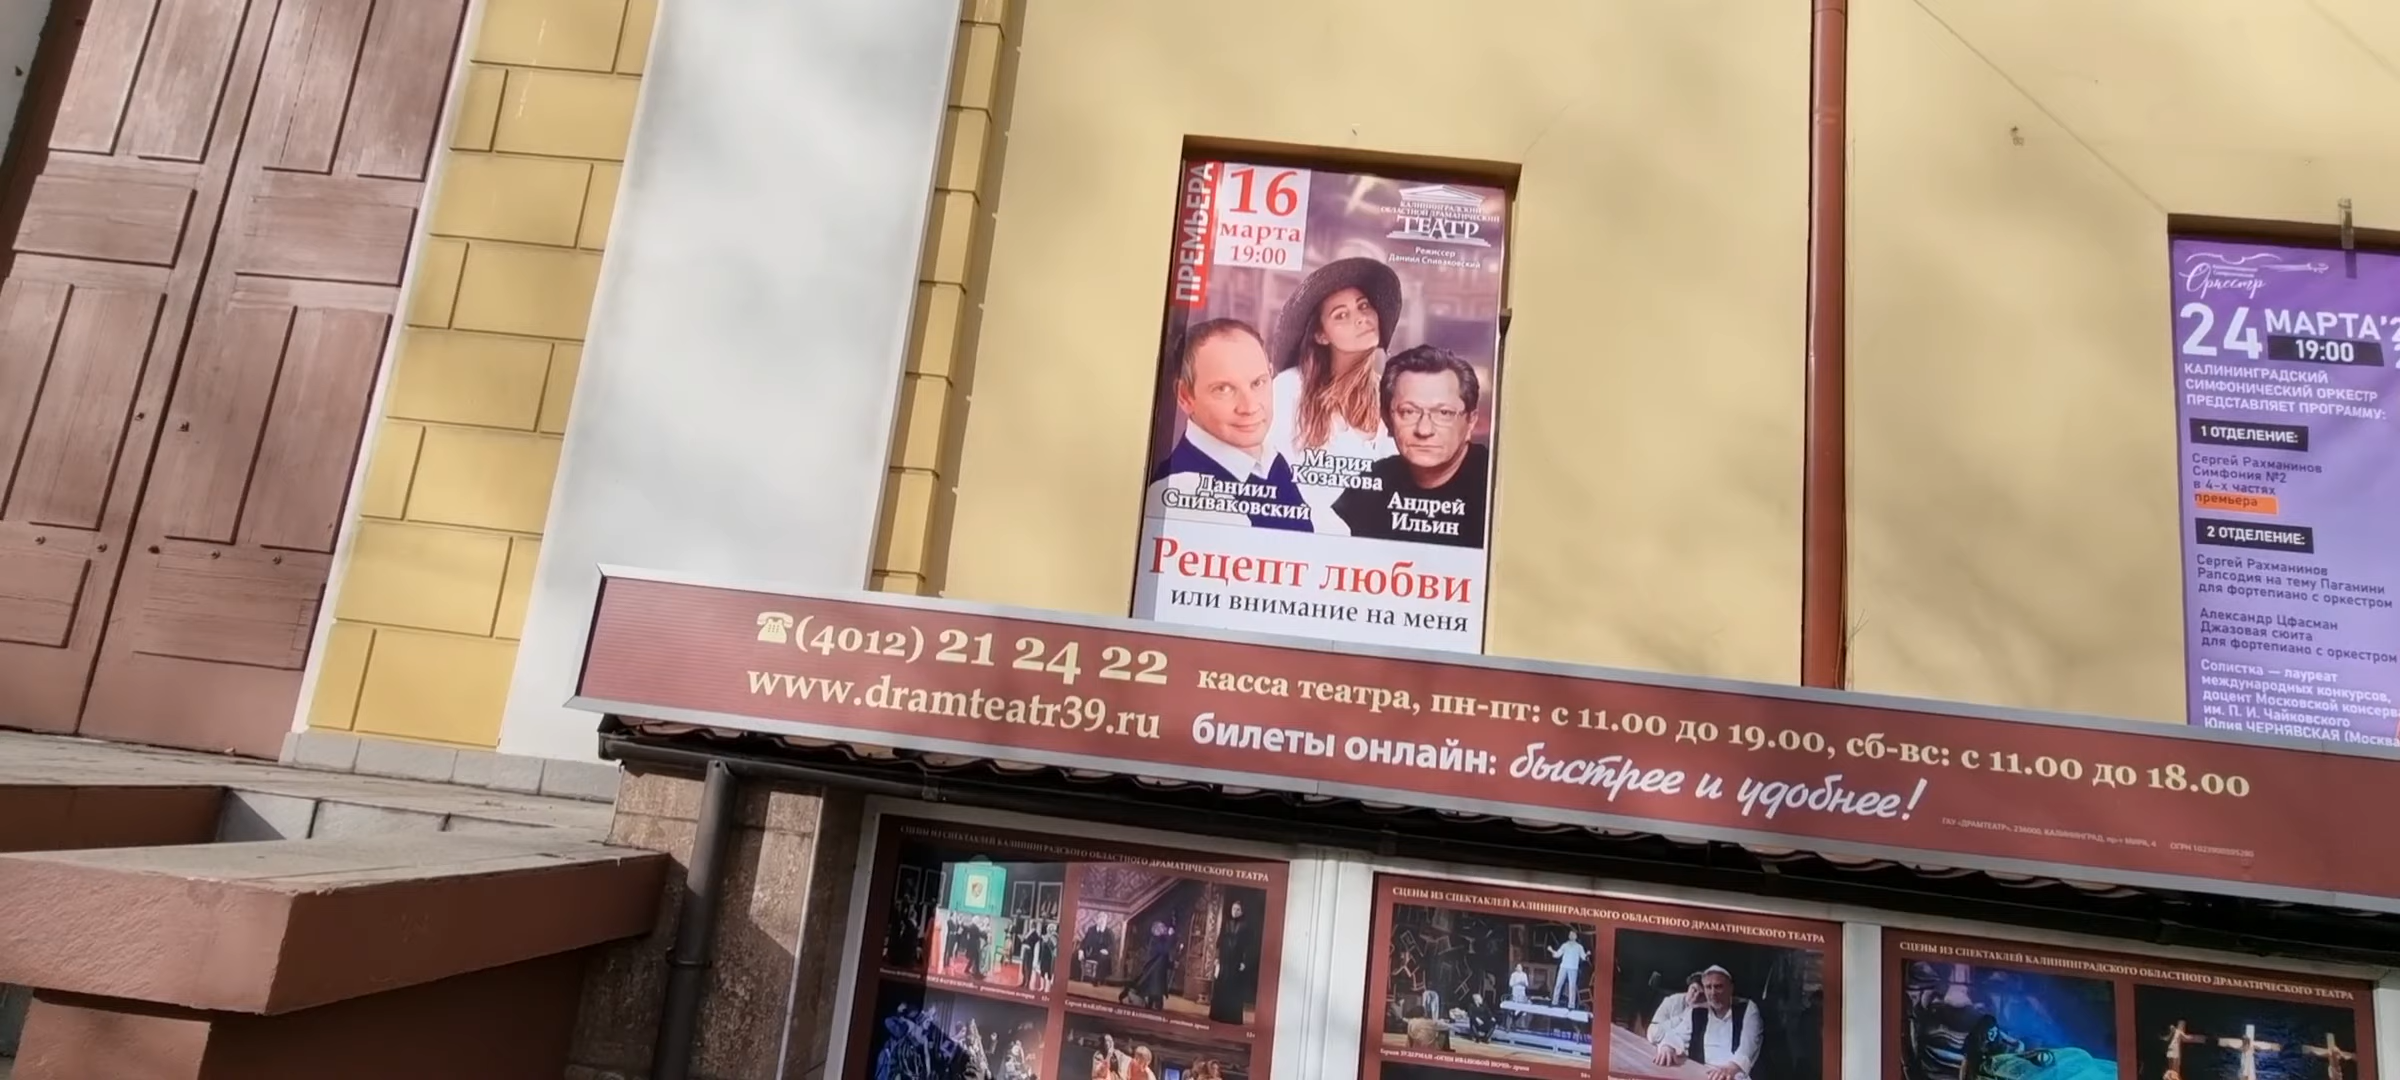 ПРЕМЬЕРА
16
марта
19:00
КАЛИНИНГРАДСКИЙ
ОБЛАСТНОЙ ДРАМАТИЧЕСКИЙ
ТЕАТР
Режиссер
Даниил Спиваковский
Даниил
Спиваковский
Мария
Козакова
Андрей
Ильин
Рецепт любви
или внимание на меня
Оркестр
24 МАРТА'2
19:00
КАЛИНИНГРАДСКИЙ
СИМФОНИЧЕСКИЙ ОРКЕСТР
ПРЕДСТАВЛЯЕТ ПРОГРАММУ:
1 ОТДЕЛЕНИЕ:
Сергей Рахманинов
Симфония №2
в 4-х частях
премьера
2 ОТДЕЛЕНИЕ:
Сергей Рахманинов
Рапсодия на тему Паганини
для фортепиано с оркестром
Александр Цфасман
Джазовая сюита
для фортепиано с оркестром
Солистка — лауреат
международных конкурсов,
доцент Московской консерв
им. П. И. Чайковского
Юлия ЧЕРНЯВСКАЯ (Москва
(4012) 21 24 22 касса театра, пн-пт: с 11.00 до 19.00, сб-вс: с 11.00 до 18.00
www.dramteatr39.ru билеты онлайн: быстрее и удобнее!
СЦЕНЫ ИЗ СПЕКТАКЛЕЙ КАЛИНИНГРАДСКОГО ОБЛАСТНОГО ДРАМАТИЧЕСКОГО ТЕАТРА
СЦЕНЫ ИЗ СПЕКТАКЛЕЙ КАЛИНИНГРАДСКОГО ОБЛАСТНОГО ДРАМАТИЧЕСКОГО ТЕАТРА
СЦЕНЫ ИЗ СПЕКТАКЛЕЙ КАЛИНИНГРАДСКОГО ОБЛАСТНОГО ДРАМАТИЧЕСКОГО ТЕАТРА